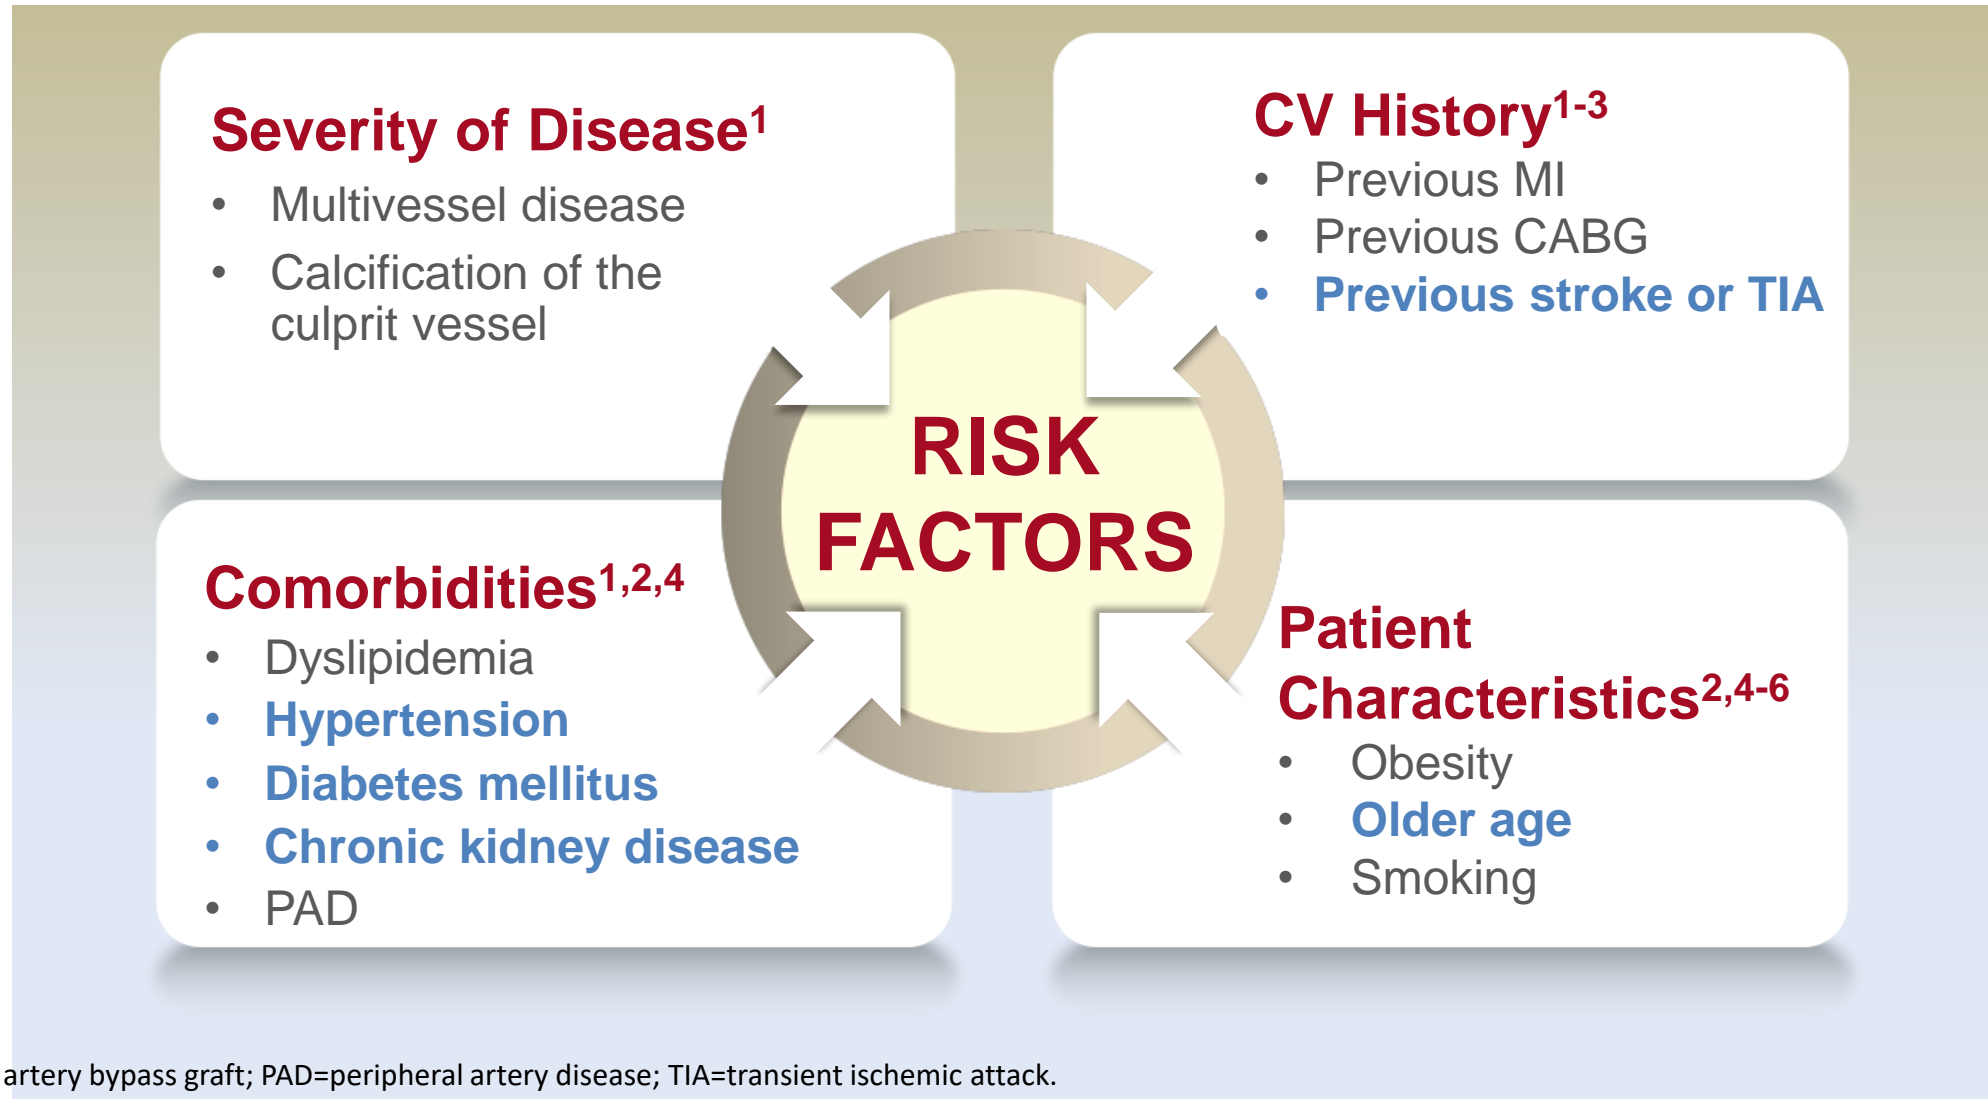 Severity of Disease1
• Multivessel disease
• Calcification of the
culprit vessel
CV History1-3
• Previous MI
• Previous CABG
• Previous stroke or TIA
RISK
FACTORS
Comorbidities1,2,4
• Dyslipidemia
• Hypertension
• Diabetes mellitus
• Chronic kidney disease
• PAD
Patient
Characteristics2,4-6
• Obesity
• Older age
• Smoking
artery bypass graft; PAD=peripheral artery disease; TIA=transient ischemic attack.